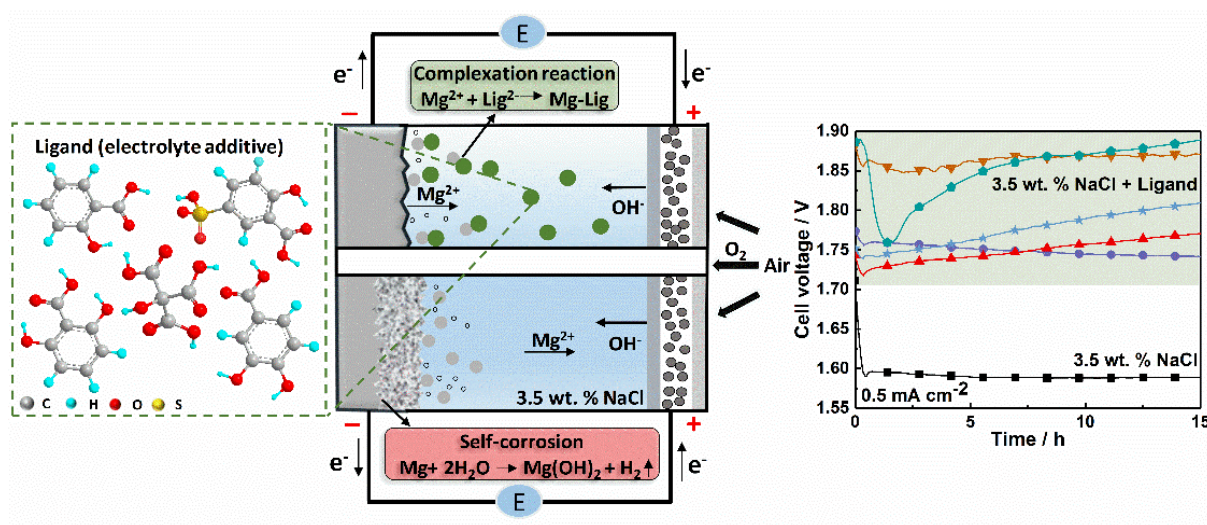 E
e⁻
e⁻
Complexation reaction
Mg²⁺ + Lig²⁻ → Mg-Lig
−
+
Ligand (electrolyte additive)
C H O S
Mg²⁺
OH⁻
O₂
Air
Mg²⁺
OH⁻
3.5 wt. % NaCl
−
+
Self-corrosion
Mg+ 2H₂O → Mg(OH)₂ + H₂↑
e⁻
e⁻
E
Cell voltage / V
1.90
1.85
1.80
1.75
1.70
1.65
1.60
1.55
3.5 wt. % NaCl + Ligand
3.5 wt. % NaCl
0.5 mA cm⁻²
0 5 10 15
Time / h